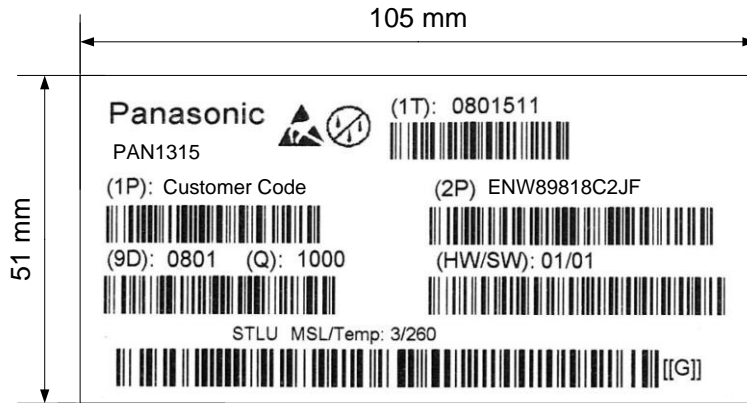 105 mm
51 mm
Panasonic
(1T): 0801511
PAN1315
(1P): Customer Code
(2P) ENW89818C2JF
(9D): 0801 (Q): 1000
(HW/SW): 01/01
STLU MSL/Temp: 3/260
[[G]]